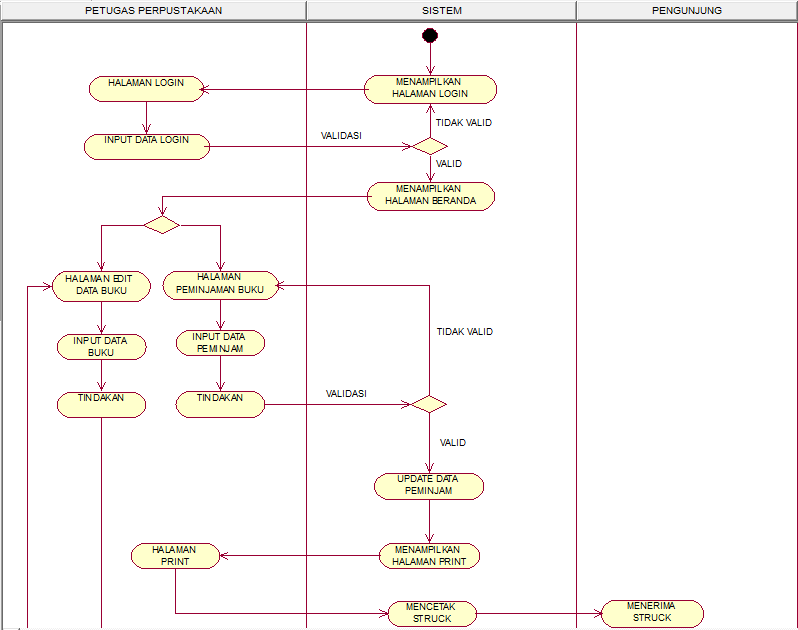 PETUGAS PERPUSTAKAAN
SISTEM
PENGUNJUNG
HALAMAN LOGIN
MENAMPILKAN
HALAMAN LOGIN
TIDAK VALID
INPUT DATA LOGIN
VALIDASI
VALID
MENAMPILKAN
HALAMAN BERANDA
HALAMAN EDIT
DATA BUKU
HALAMAN
PEMINJAMAN BUKU
TIDAK VALID
INPUT DATA
BUKU
INPUT DATA
PEMINJAM
TINDAKAN
TINDAKAN
VALIDASI
VALID
UPDATE DATA
PEMINJAM
HALAMAN
PRINT
MENAMPILKAN
HALAMAN PRINT
MENCETAK
STRUCK
MENERIMA
STRUCK